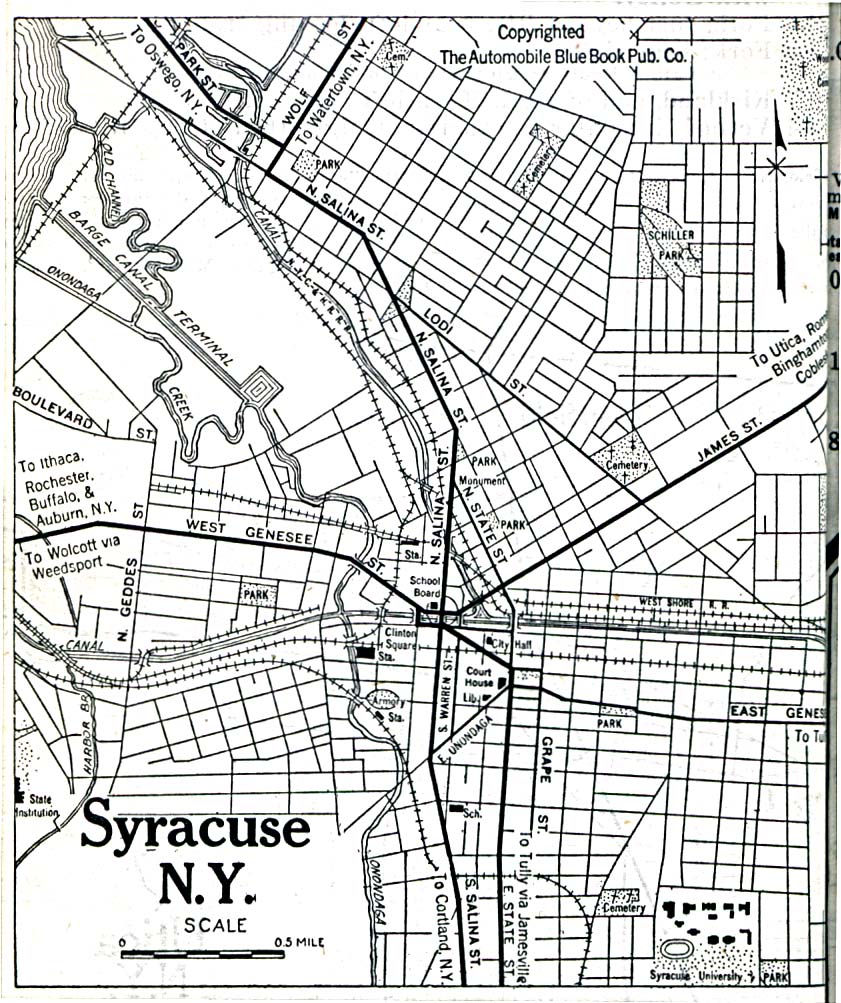 Copyrighted
The Automobile Blue Book Pub. Co.
To Oswego, N.Y.
PARK ST.
WOLF ST.
To Watertown, N.Y.
Cem.
PARK
Cemetery
N. SALINA ST.
SCHILLER
PARK
OLD CHANNEL
BARGE CANAL TERMINAL
ONONDAGA
CREEK
CANAL
N.Y.C. & H.R. R.R.
LODI ST.
N. SALINA ST.
To Utica, Rom
Binghamto
Cobles
JAMES ST.
Cemetery
BOULEVARD ST.
To Ithaca,
Rochester,
Buffalo, &
Auburn, N.Y.
To Wolcott via
Weedsport
WEST GENESEE ST.
N. GEDDES ST
PARK
Monument
N. SALINA ST.
N. STATE ST
PARK
Sta.
School
Board
PARK
WEST SHORE R. R.
CANAL
Clinton
Square
Sta.
City Hall
Court
House
Lib.
S. WARREN ST.
E. ONONDAGA
Armory
Sta.
HARBOR BR.
PARK
EAST GENES
To Tul
GRAPE ST.
State
Institution
Sch.
Syracuse
N.Y.
SCALE
0 0.5 MILE
ONONDAGA
To Cortland, N.Y.
S. SALINA ST.
E. STATE ST.
To Tully via Jamesville
Cemetery
Syracuse University
PARK